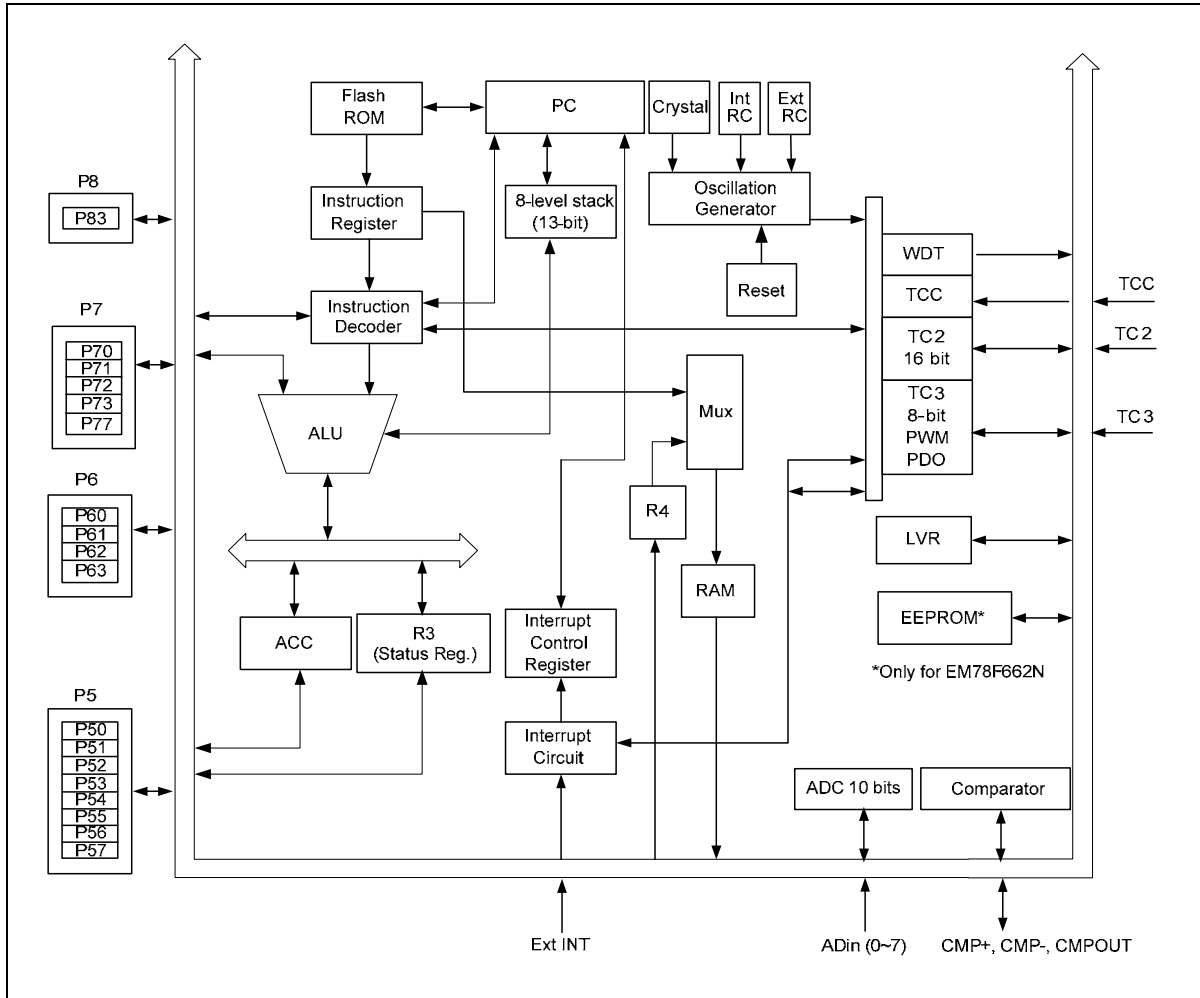 P8
P83
P7
P70
P71
P72
P73
P77
P6
P60
P61
P62
P63
P5
P50
P51
P52
P53
P54
P55
P56
P57
Flash
ROM
PC
Crystal
Int
RC
Ext
RC
Instruction
Register
8-level stack
(13-bit)
Oscillation
Generator
Reset
Instruction
Decoder
ALU
Mux
R4
RAM
ACC
R3
(Status Reg.)
Interrupt
Control
Register
Interrupt
Circuit
WDT
TCC
TC2
16 bit
TC3
8-bit
PWM
PDO
TCC
TC2
TC3
LVR
EEPROM*
*Only for EM78F662N
ADC 10 bits
Comparator
Ext INT
ADin (0~7)
CMP+, CMP-, CMPOUT